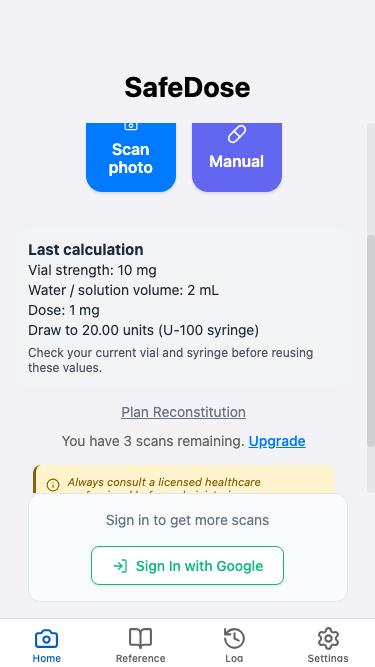 SafeDose
Scan
photo
Manual
Last calculation
Vial strength: 10 mg
Water / solution volume: 2 mL
Dose: 1 mg
Draw to 20.00 units (U-100 syringe)
Check your current vial and syringe before reusing
these values.
Plan Reconstitution
You have 3 scans remaining. Upgrade
Always consult a licensed healthcare
Sign in to get more scans
Sign In with Google
Home
Reference
Log
Settings